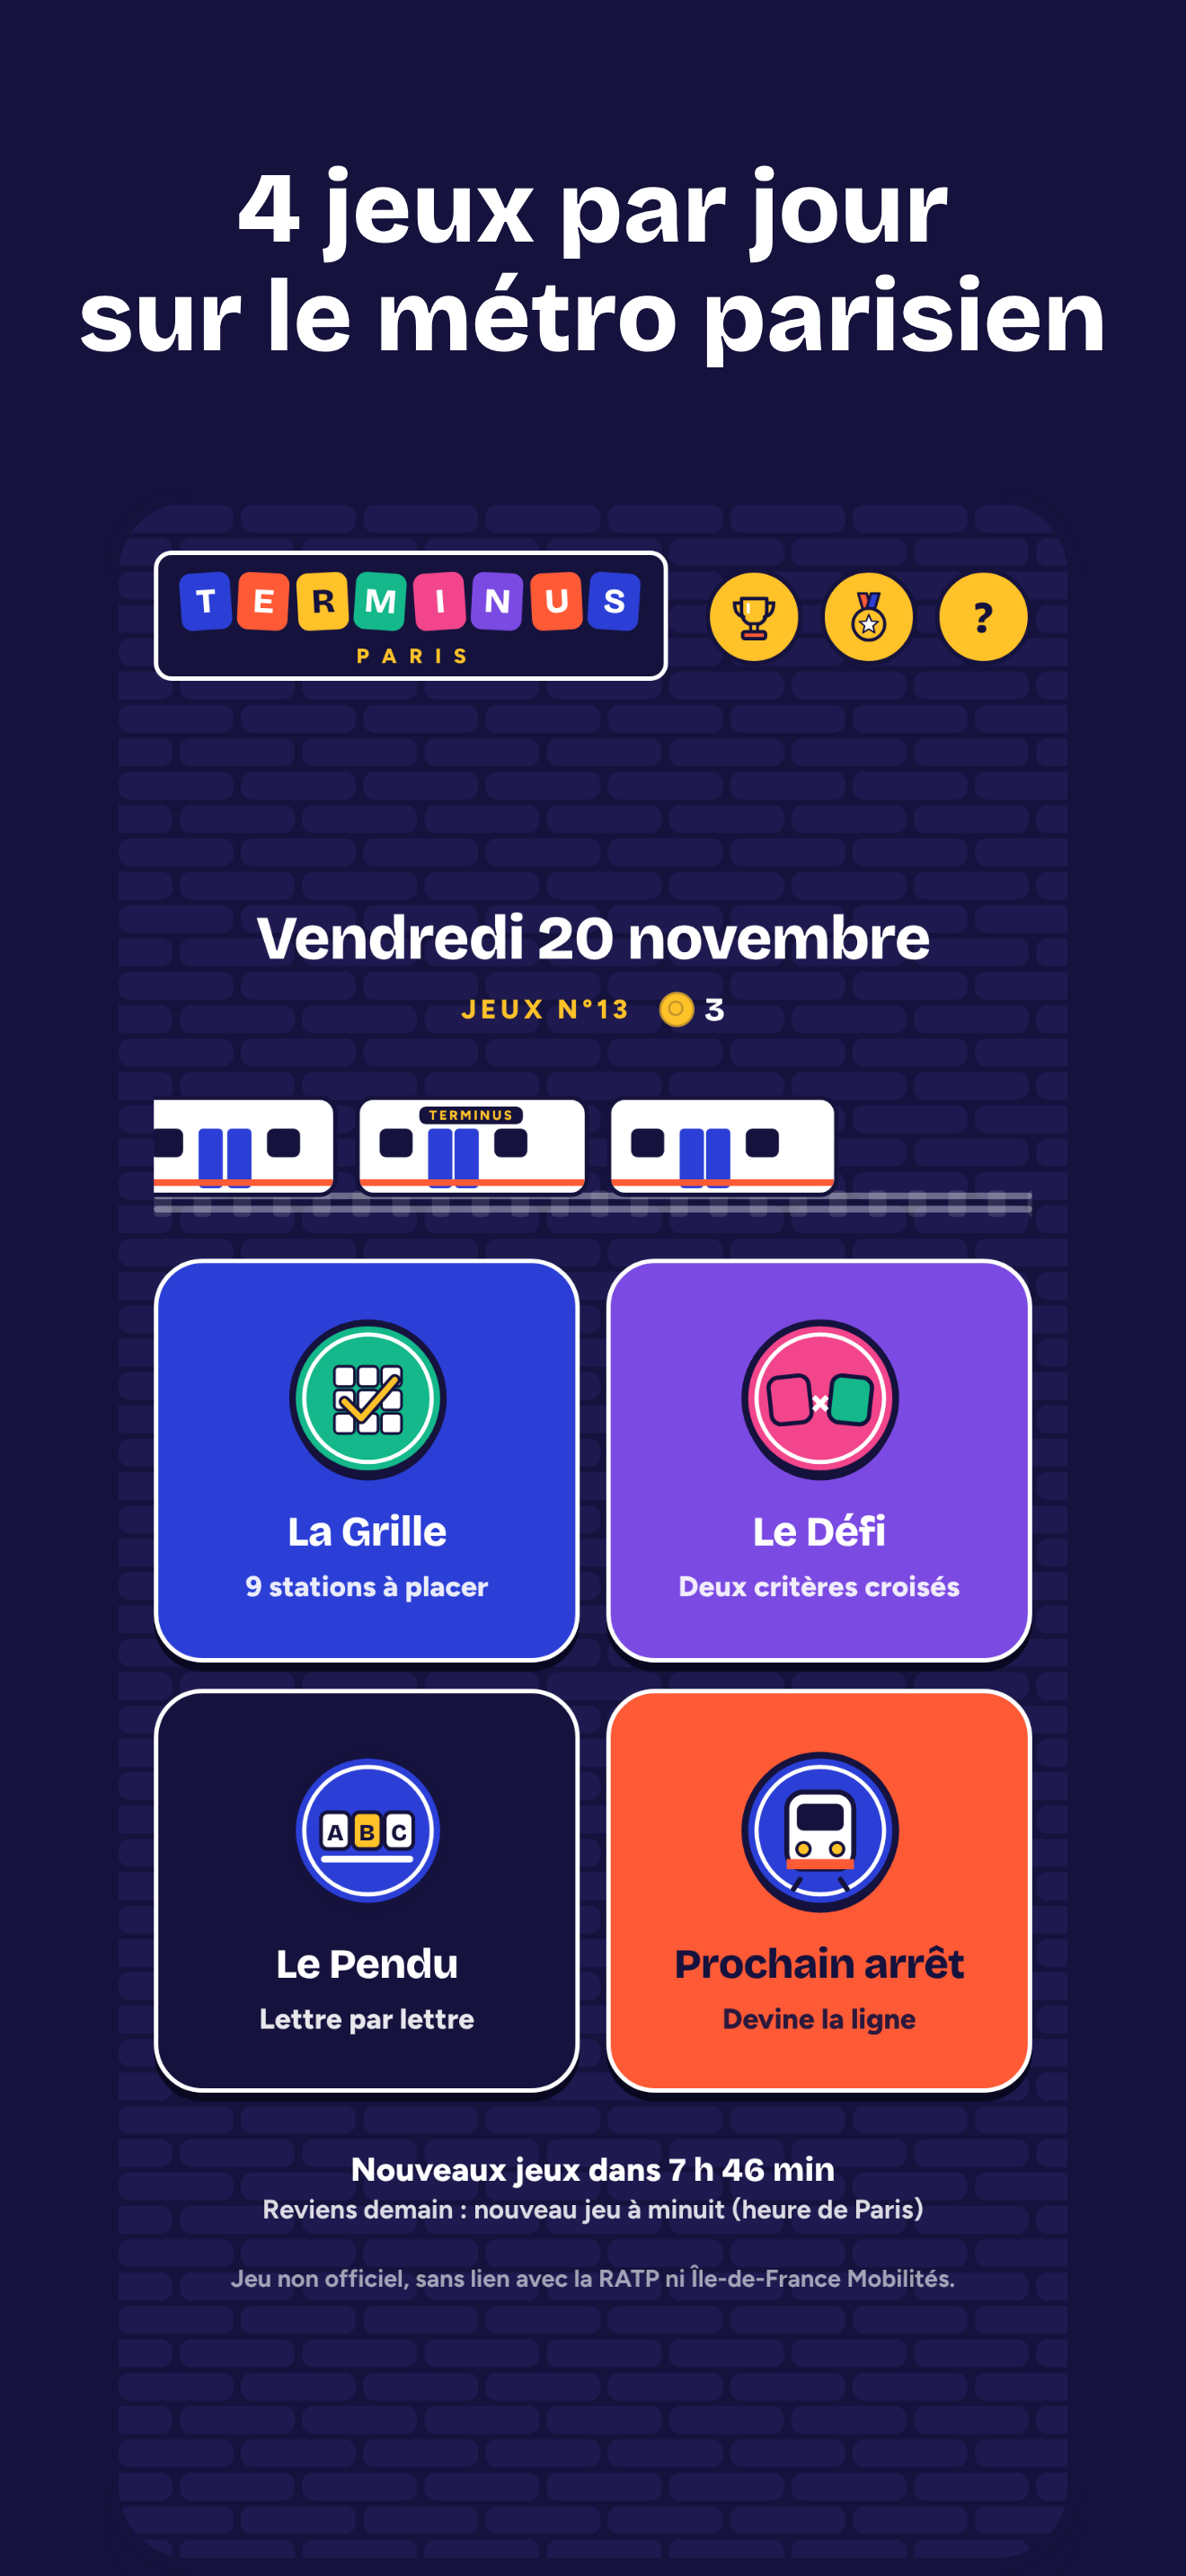 4 jeux par jour
sur le métro parisien
TERMINUS
PARIS
?
Vendredi 20 novembre
JEUX N°13 3
TERMINUS
La Grille
9 stations à placer
Le Défi
Deux critères croisés
ABC
Le Pendu
Lettre par lettre
Prochain arrêt
Devine la ligne
Nouveaux jeux dans 7 h 46 min
Reviens demain : nouveau jeu à minuit (heure de Paris)
Jeu non officiel, sans lien avec la RATP ni Île-de-France Mobilités.